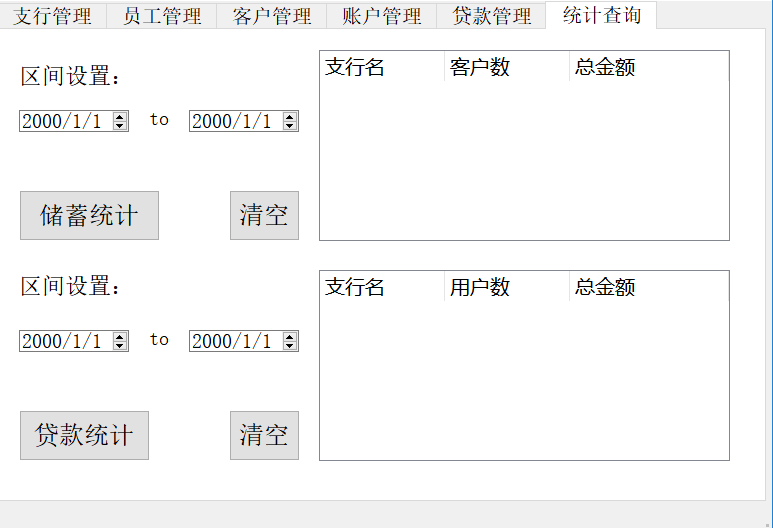 支行管理 员工管理 客户管理 账户管理 贷款管理 统计查询
区间设置:
2000/1/1 to 2000/1/1
储蓄统计 清空
支行名 客户数 总金额
区间设置:
2000/1/1 to 2000/1/1
贷款统计 清空
支行名 用户数 总金额